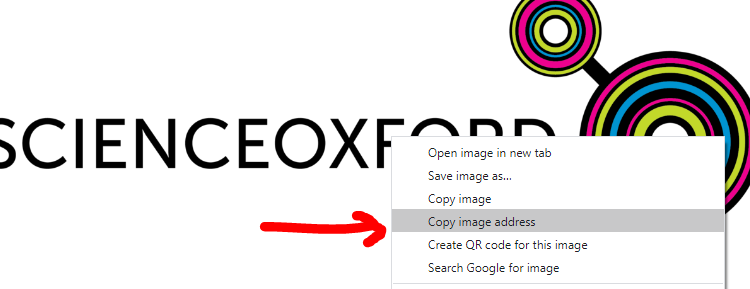 SCIENCEOXFORD
Open image in new tab
Save image as...
Copy image
Copy image address
Create QR code for this image
Search Google for image